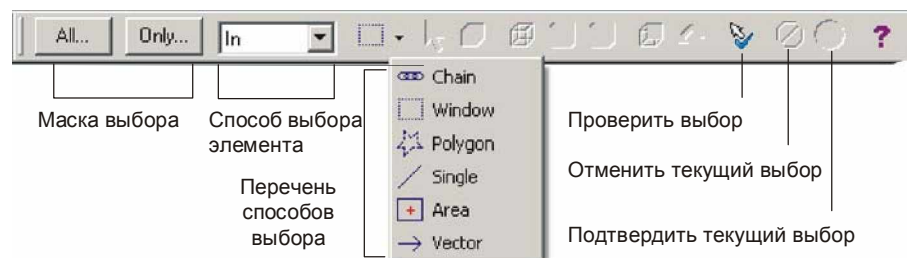 All... Only... In ?
Chain
Window
Polygon
Single
Area
Vector
Маска выбора
Способ выбора
элемента
Перечень
способов
выбора
Проверить выбор
Отменить текущий выбор
Подтвердить текущий выбор